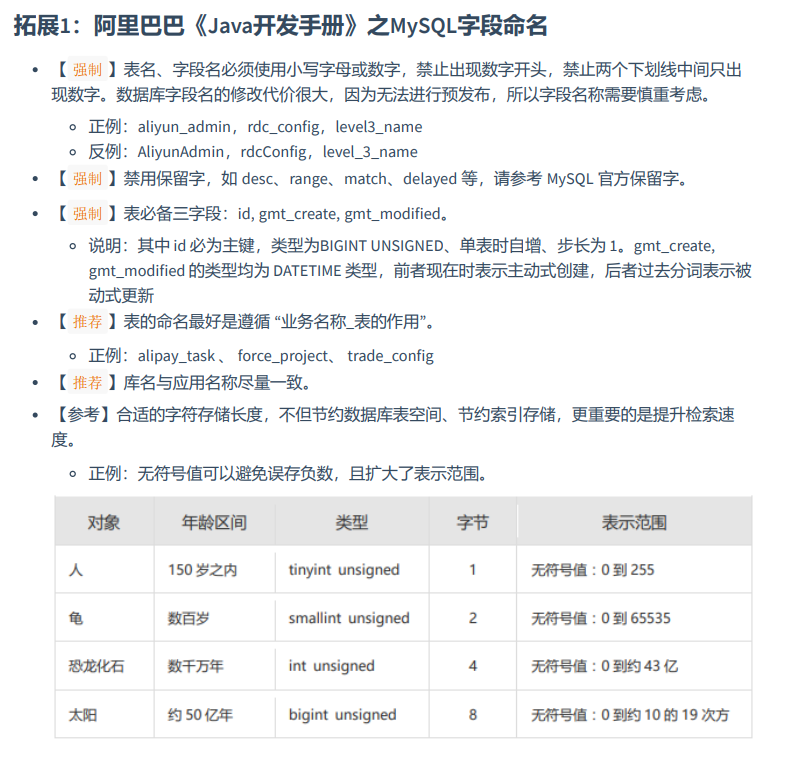 拓展1：阿里巴巴《Java开发手册》之MySQL字段命名
【 强制 】表名、字段名必须使用小写字母或数字，禁止出现数字开头，禁止两个下划线中间只出
现数字。数据库字段名的修改代价很大，因为无法进行预发布，所以字段名称需要慎重考虑。
正例：aliyun_admin，rdc_config，level3_name
反例：AliyunAdmin，rdcConfig，level_3_name
【 强制 】禁用保留字，如 desc、range、match、delayed 等，请参考 MySQL 官方保留字。
【 强制 】表必备三字段：id, gmt_create, gmt_modified。
说明：其中 id 必为主键，类型为BIGINT UNSIGNED、单表时自增、步长为 1。gmt_create,
gmt_modified 的类型均为 DATETIME 类型，前者现在时表示主动式创建，后者过去分词表示被
动式更新
【 推荐 】表的命名最好是遵循 “业务名称_表的作用”。
正例：alipay_task 、 force_project、 trade_config
【 推荐 】库名与应用名称尽量一致。
【参考】合适的字符存储长度，不但节约数据库表空间、节约索引存储，更重要的是提升检索速
度。
正例：无符号值可以避免误存负数，且扩大了表示范围。
对象 年龄区间 类型 字节 表示范围
人 150 岁之内 tinyint unsigned 1 无符号值：0 到 255
龟 数百岁 smallint unsigned 2 无符号值：0 到 65535
恐龙化石 数千万年 int unsigned 4 无符号值：0 到约 43 亿
太阳 约 50 亿年 bigint unsigned 8 无符号值：0 到约 10 的 19 次方